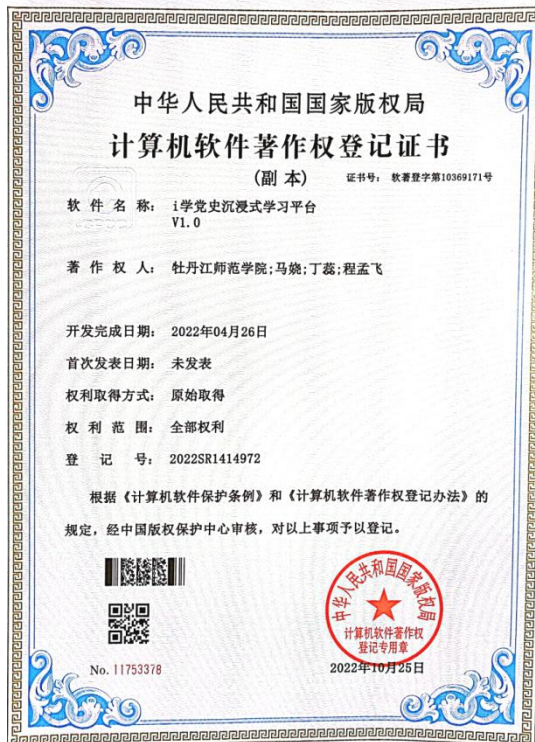 中华人民共和国国家版权局
计算机软件著作权登记证书
(副本)
证书号： 软著登字第10369171号
软件名称： i学党史沉浸式学习平台
V1.0
著作权人： 牡丹江师范学院;马娆;丁蕊;程孟飞
开发完成日期： 2022年04月26日
首次发表日期： 未发表
权利取得方式： 原始取得
权利范围： 全部权利
登记号： 2022SR1414972
根据《计算机软件保护条例》和《计算机软件著作权登记办法》的
规定，经中国版权保护中心审核，对以上事项予以登记。
中华人民共和国国家版权局
计算机软件著作权
登记专用章
No. 11753378
2022年10月25日